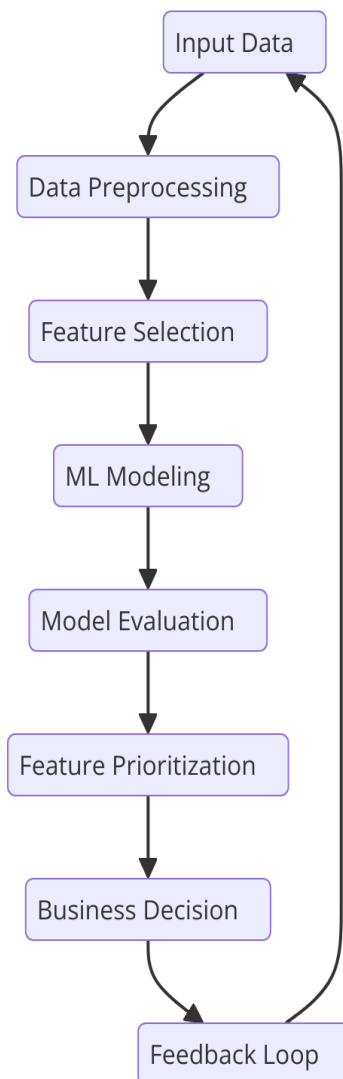 Input Data
Data Preprocessing
Feature Selection
ML Modeling
Model Evaluation
Feature Prioritization
Business Decision
Feedback Loop